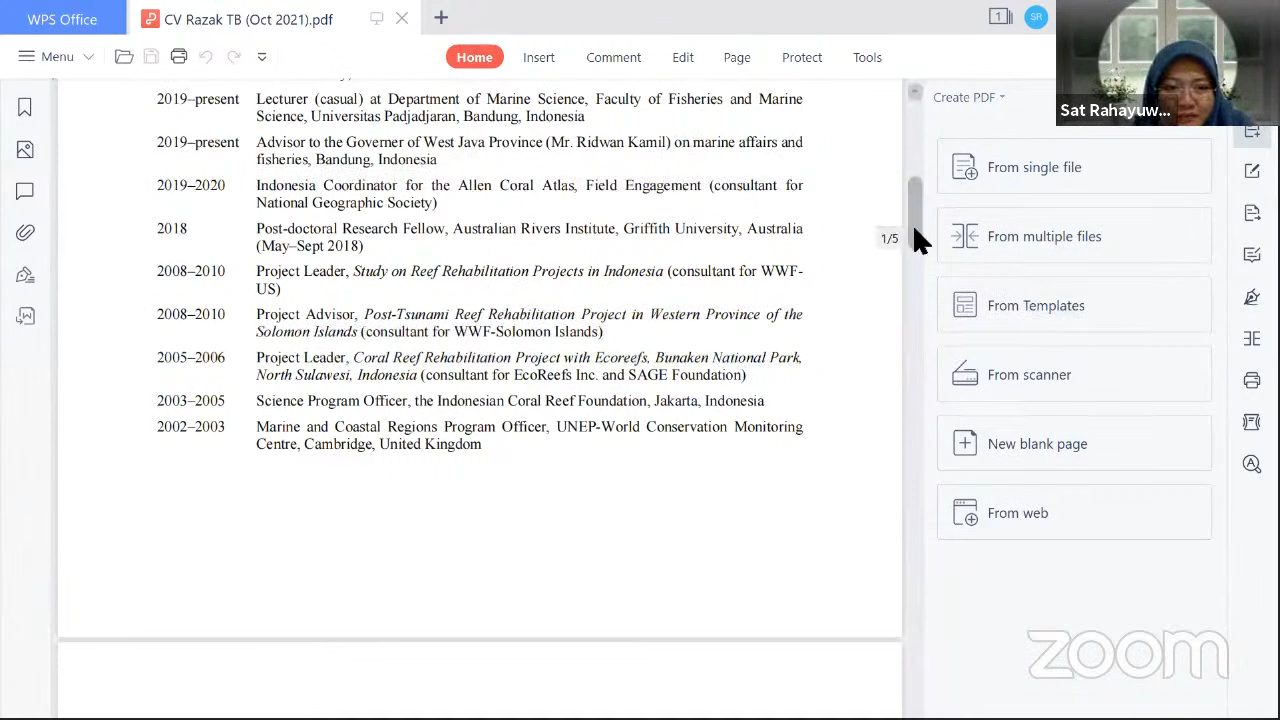 WPS Office
CV Razak TB (Oct 2021).pdf
1
SR
Menu
Home
Insert
Comment
Edit
Page
Protect
Tools
Sat Rahayuw...
2019–present Lecturer (casual) at Department of Marine Science, Faculty of Fisheries and Marine
Science, Universitas Padjadjaran, Bandung, Indonesia
2019–present Advisor to the Governor of West Java Province (Mr. Ridwan Kamil) on marine affairs and
fisheries, Bandung, Indonesia
2019–2020 Indonesia Coordinator for the Allen Coral Atlas, Field Engagement (consultant for
National Geographic Society)
2018 Post-doctoral Research Fellow, Australian Rivers Institute, Griffith University, Australia
(May–Sept 2018)
2008–2010 Project Leader, Study on Reef Rehabilitation Projects in Indonesia (consultant for WWF-
US)
2008–2010 Project Advisor, Post-Tsunami Reef Rehabilitation Project in Western Province of the
Solomon Islands (consultant for WWF-Solomon Islands)
2005–2006 Project Leader, Coral Reef Rehabilitation Project with Ecoreefs, Bunaken National Park,
North Sulawesi, Indonesia (consultant for EcoReefs Inc. and SAGE Foundation)
2003–2005 Science Program Officer, the Indonesian Coral Reef Foundation, Jakarta, Indonesia
2002–2003 Marine and Coastal Regions Program Officer, UNEP-World Conservation Monitoring
Centre, Cambridge, United Kingdom
1/5
Create PDF
From single file
From multiple files
From Templates
From scanner
New blank page
From web
zoom